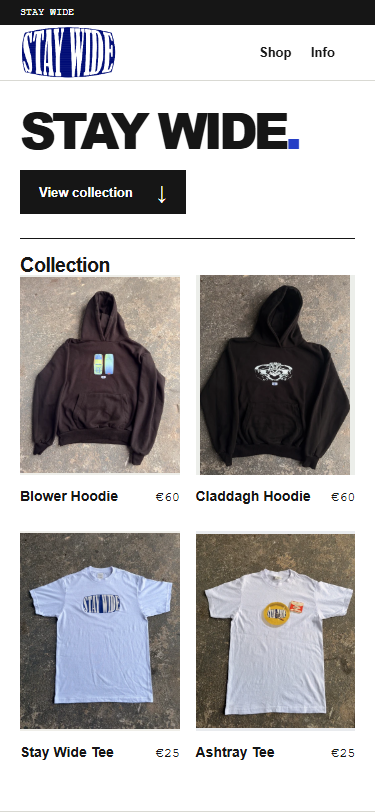 STAY WIDE
STAY WIDE
Shop Info
STAY WIDE.
View collection ↓
Collection
Blower Hoodie €60
Claddagh Hoodie €60
STAY WIDE
Stay Wide Tee €25
Ashtray Tee €25